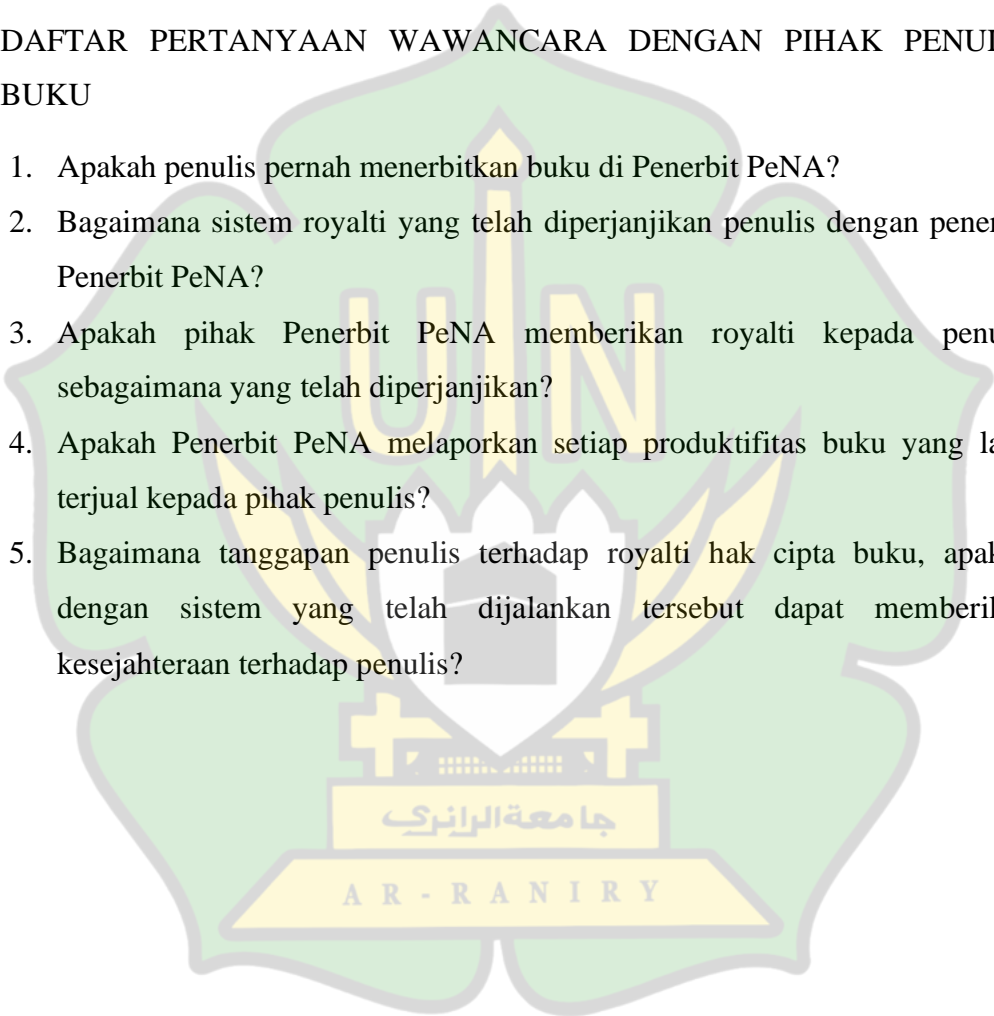 DAFTAR PERTANYAAN WAWANCARA DENGAN PIHAK PENUL
BUKU
1. Apakah penulis pernah menerbitkan buku di Penerbit PeNA?
2. Bagaimana sistem royalti yang telah diperjanjikan penulis dengan pener
Penerbit PeNA?
3. Apakah pihak Penerbit PeNA memberikan royalti kepada penu
sebagaimana yang telah diperjanjikan?
4. Apakah Penerbit PeNA melaporkan setiap produktifitas buku yang la
terjual kepada pihak penulis?
5. Bagaimana tanggapan penulis terhadap royalti hak cipta buku, apak
dengan sistem yang telah dijalankan tersebut dapat memberik
kesejahteraan terhadap penulis?
UIN
جامعةالرانري
AR-RANIRY